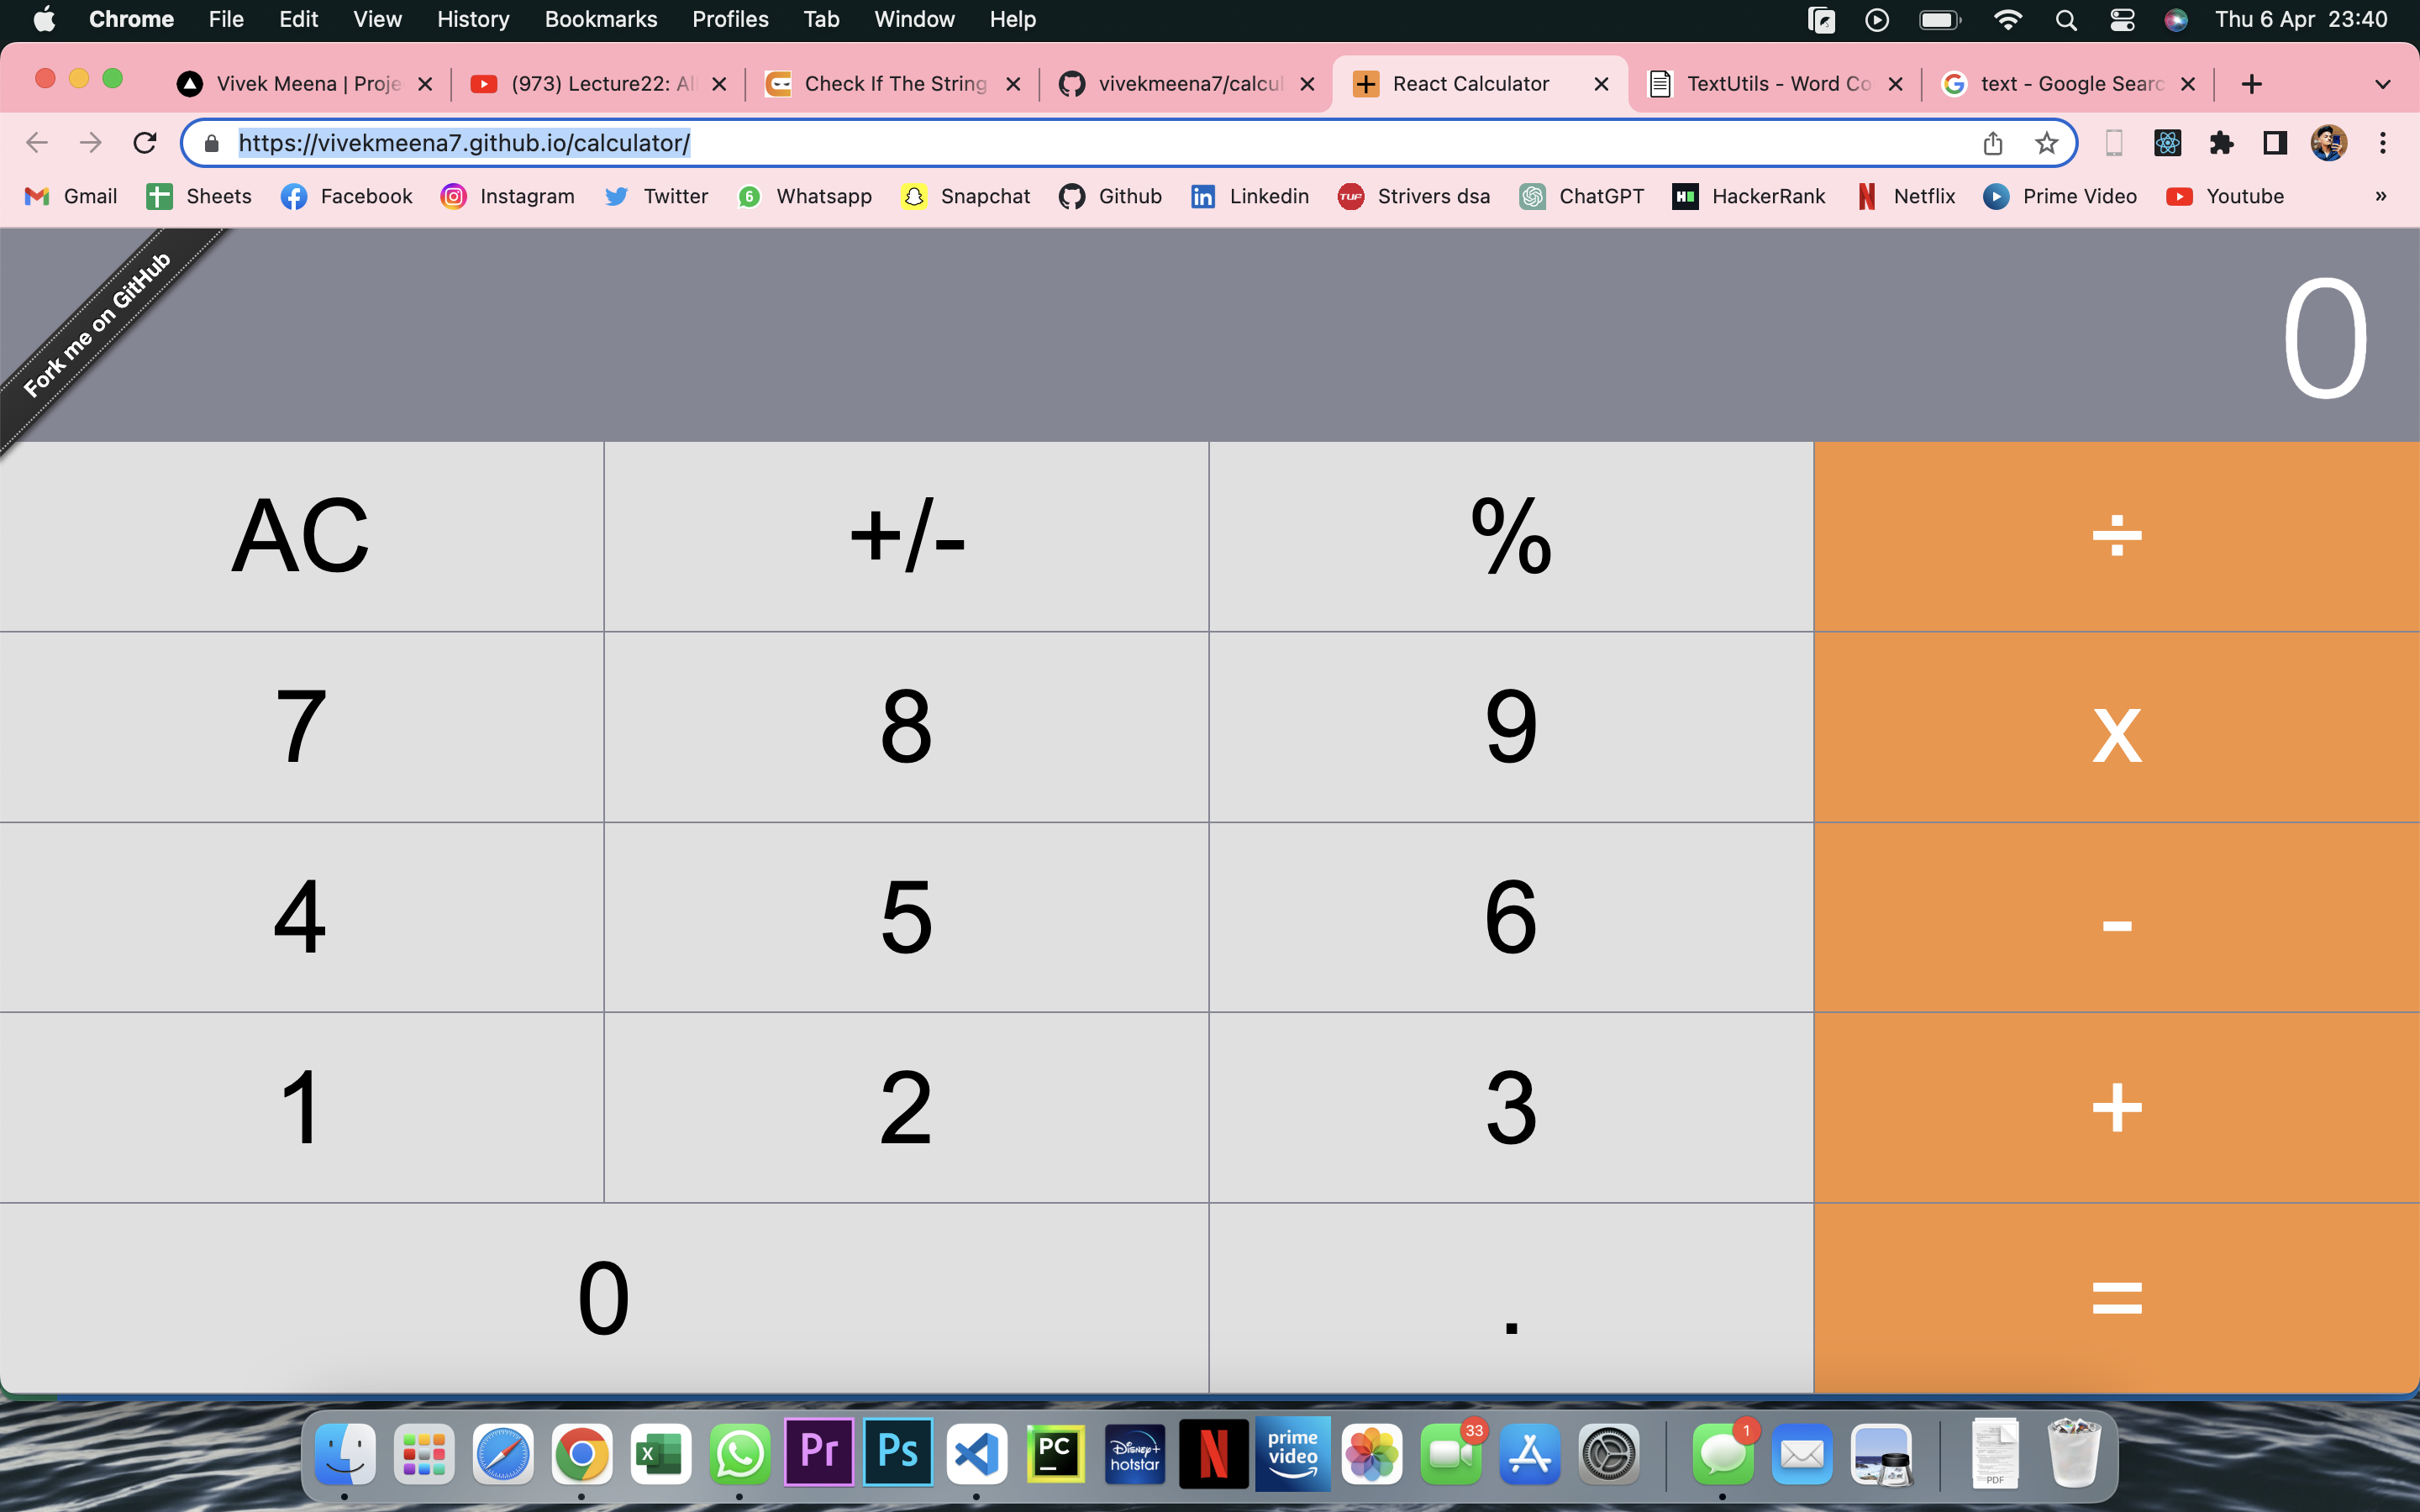 Chrome File Edit View History Bookmarks Profiles Tab Window Help Thu 6 Apr 23:40
Vivek Meena | Proje (973) Lecture22: Al Check If The String vivekmeena7/calcul React Calculator TextUtils - Word Co text - Google Searc
https://vivekmeena7.github.io/calculator/
Gmail Sheets Facebook Instagram Twitter 6 Whatsapp Snapchat Github in Linkedin TUF Strivers dsa ChatGPT H Hackerrank Netflix Prime Video Youtube »
Fork me on GitHub
0
AC +/- % ÷
7 8 9 x
4 5 6 -
1 2 3 +
0 . =
X Pr Ps PC Disney+ hotstar N prime video 33 1 PDF